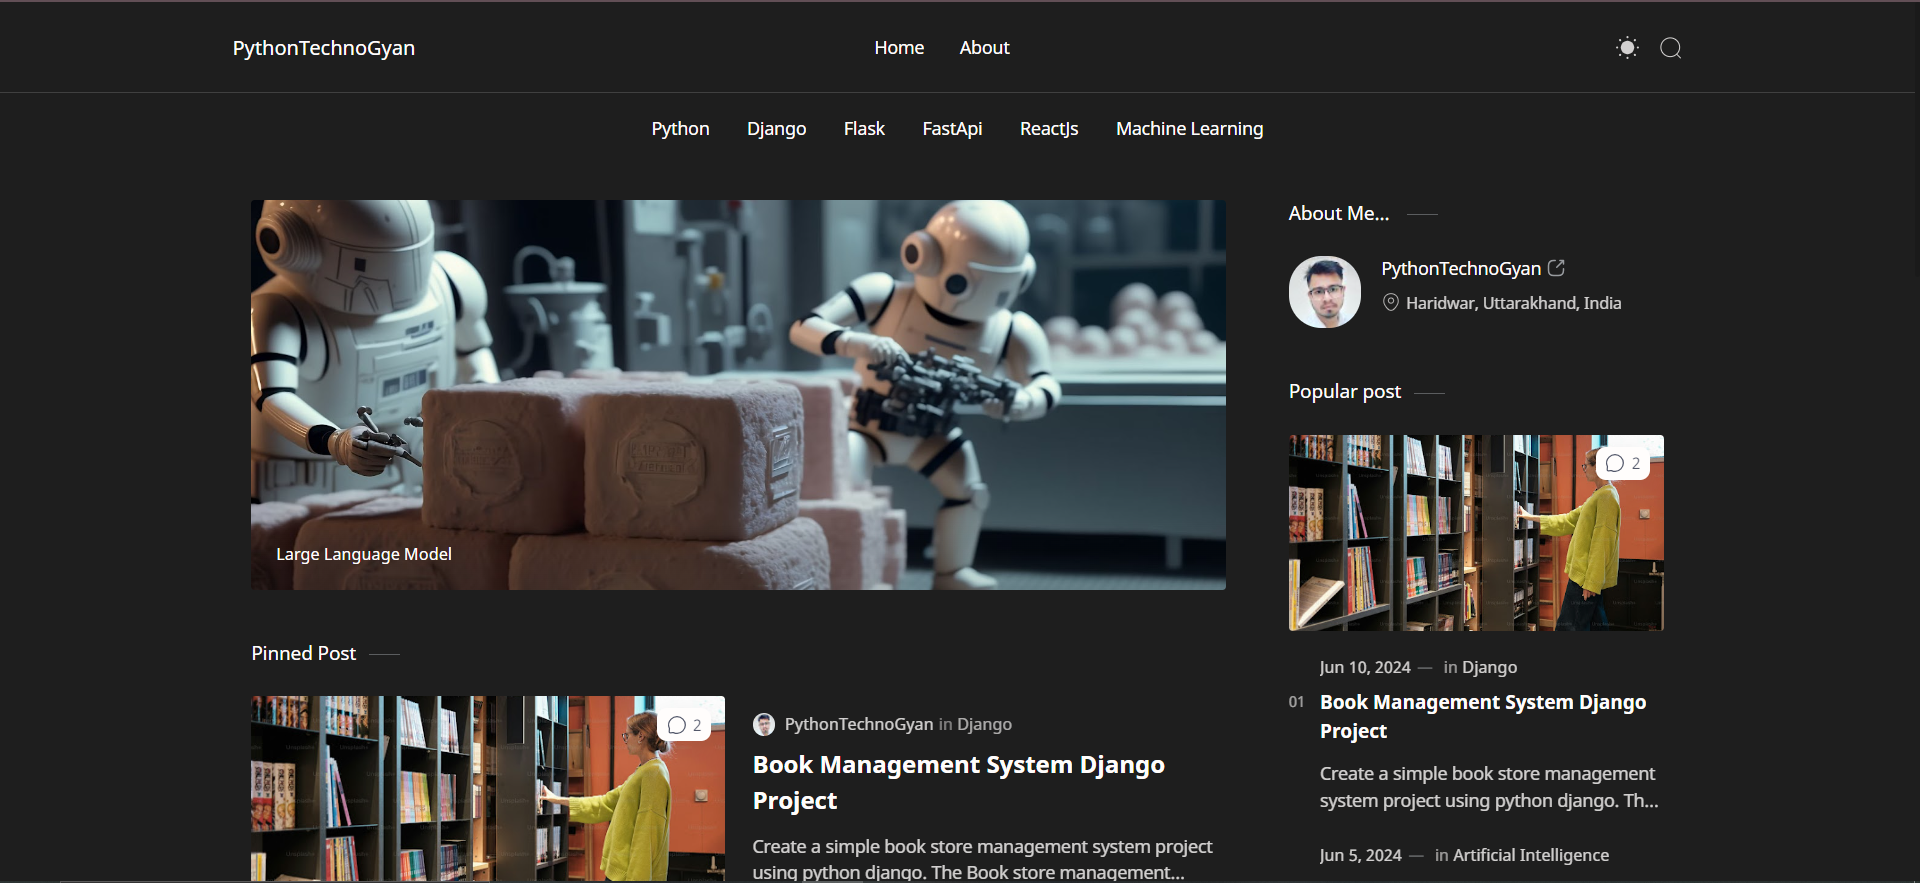 PythonTechnoGyan
Home
About
Python
Django
Flask
FastApi
ReactJs
Machine Learning
Large Language Model
About Me...
PythonTechnoGyan
Haridwar, Uttarakhand, India
Popular post
2
Jun 10, 2024 — in Django
01
Book Management System Django
Project
Create a simple book store management
system project using python django. Th...
Jun 5, 2024 — in Artificial Intelligence
Pinned Post
2
PythonTechnoGyan in Django
Book Management System Django
Project
Create a simple book store management system project
using python django. The Book store management...